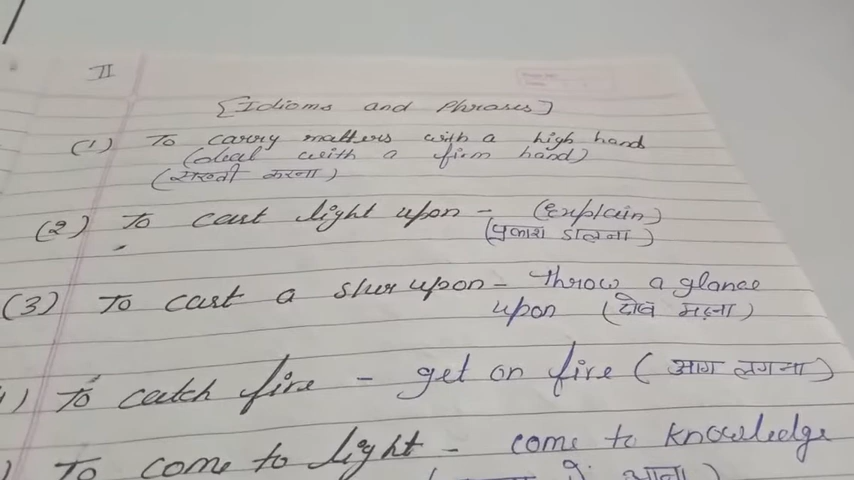 II
[Idioms and Phrases]
(1) To carry matters with a high hand
(deal with a firm hand)
(सख्ती करना)
(2) To cast light upon - (Explain)
(प्रकाश डालना)
(3) To cast a slur upon - Throw a glance
upon (दोष मढ़ना)
) To catch fire - get on fire (आग लगना)
) To come to light - come to knowledge
में आना)